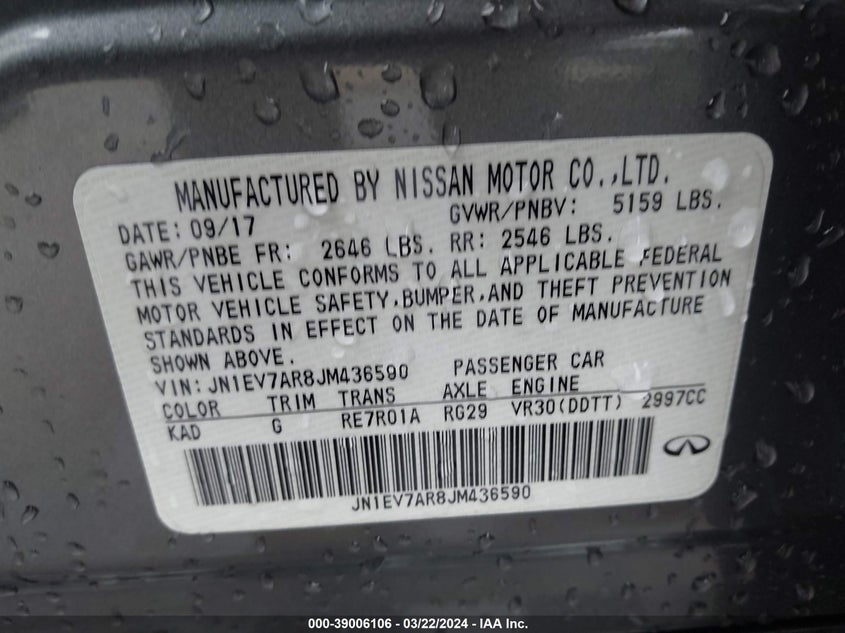 MANUFACTURED BY NISSAN MOTOR CO.,LTD.
DATE: 09/17 GVWR/PNBV: 5159 LBS.
GAWR/PNBE FR: 2646 LBS. RR: 2546 LBS.
THIS VEHICLE CONFORMS TO ALL APPLICABLE FEDERAL
MOTOR VEHICLE SAFETY,BUMPER,AND THEFT PREVENTION
STANDARDS IN EFFECT ON THE DATE OF MANUFACTURE
SHOWN ABOVE.
VIN: JN1EV7AR8JM436590 PASSENGER CAR
COLOR TRIM TRANS AXLE ENGINE
KAD G RE7R01A RG29 VR30(DDTT) 2997CC
JN1EV7AR8JM436590
000-39006106 - 03/22/2024 - IAA Inc.